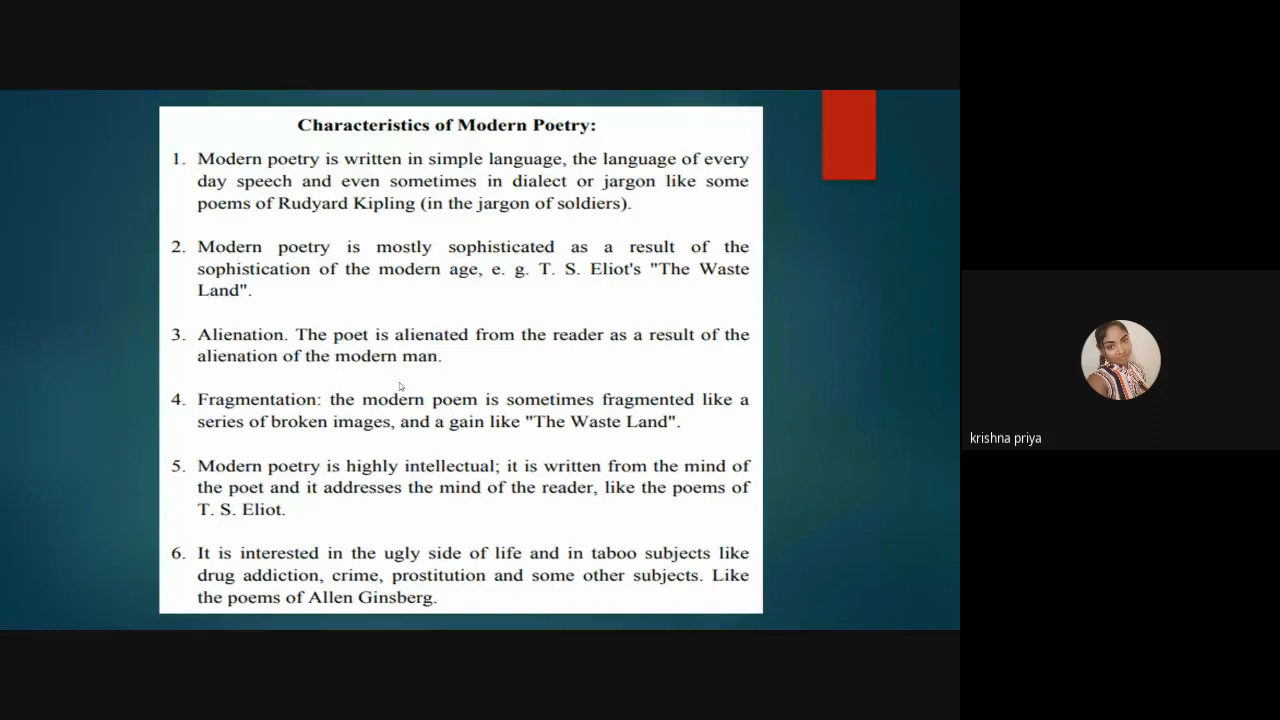 Characteristics of Modern Poetry:
1. Modern poetry is written in simple language, the language of every
day speech and even sometimes in dialect or jargon like some
poems of Rudyard Kipling (in the jargon of soldiers).
2. Modern poetry is mostly sophisticated as a result of the
sophistication of the modern age, e. g. T. S. Eliot's "The Waste
Land".
3. Alienation. The poet is alienated from the reader as a result of the
alienation of the modern man.
4. Fragmentation: the modern poem is sometimes fragmented like a
series of broken images, and a gain like "The Waste Land".
5. Modern poetry is highly intellectual; it is written from the mind of
the poet and it addresses the mind of the reader, like the poems of
T. S. Eliot.
6. It is interested in the ugly side of life and in taboo subjects like
drug addiction, crime, prostitution and some other subjects. Like
the poems of Allen Ginsberg.
krishna priya